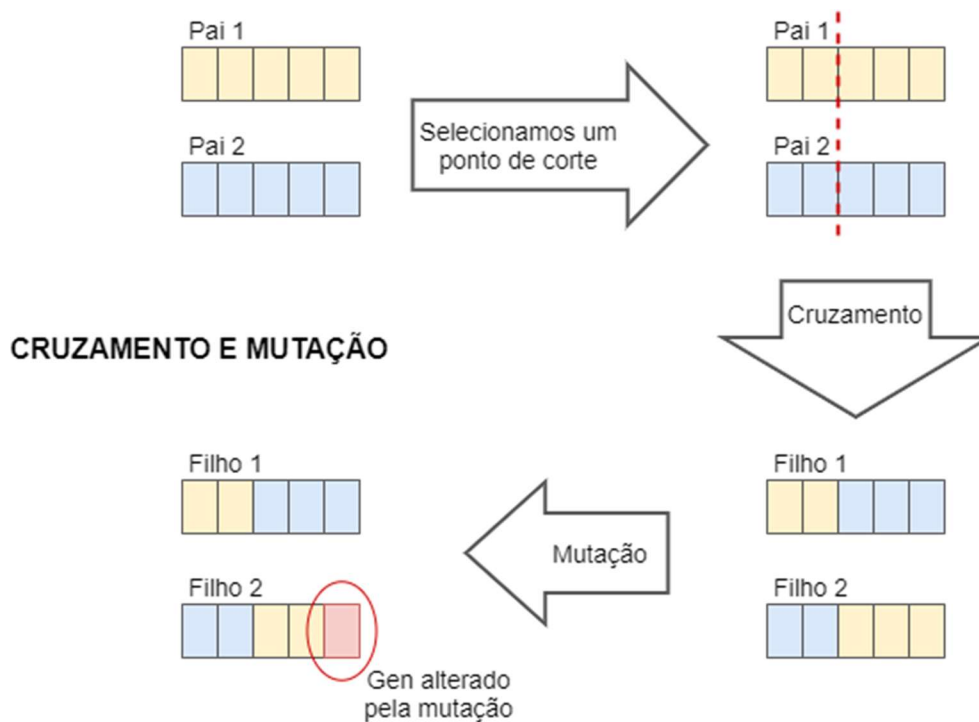 Pai 1
Pai 2
Selecionamos um
ponto de corte
Pai 1
Pai 2
Cruzamento
CRUZAMENTO E MUTAÇÃO
Filho 1
Filho 2
Mutação
Filho 1
Filho 2
Gen alterado
pela mutação